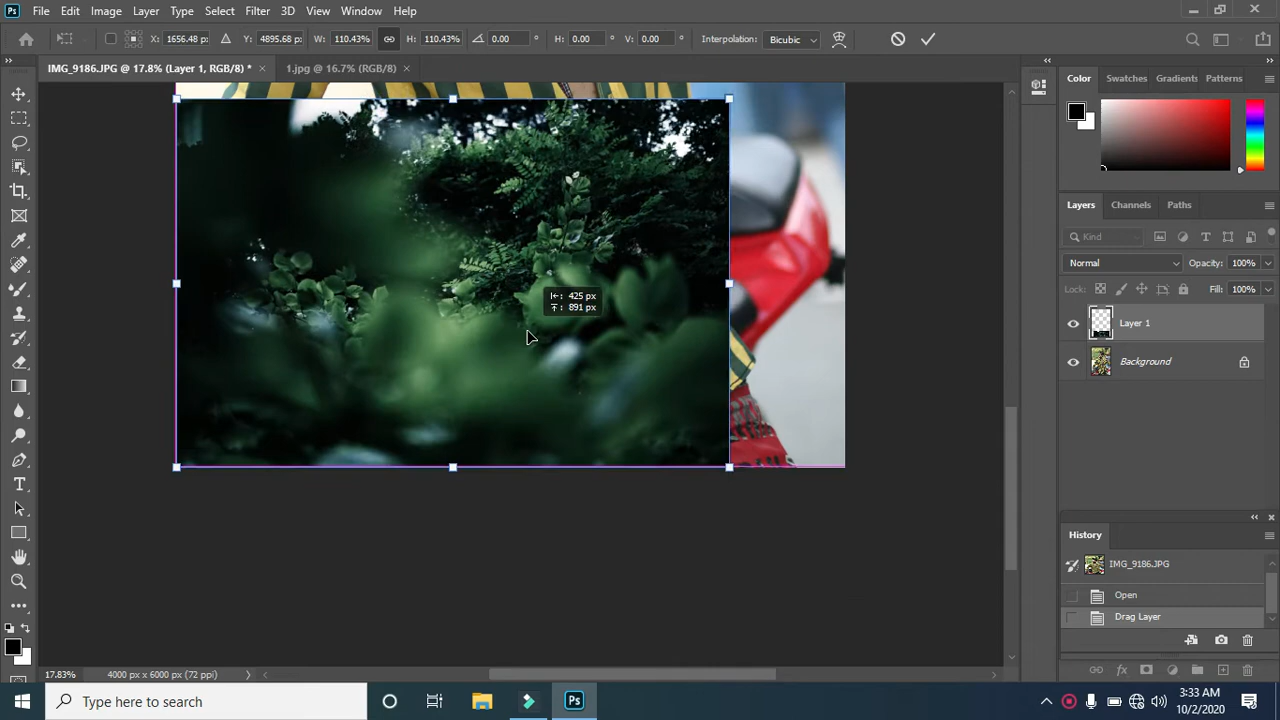 Ps File Edit Image Layer Type Select Filter 3D View Window Help
X: 1656.48 px Y: 4895.68 px W: 110.43% H: 110.43% 0.00 ° H: 0.00 ° V: 0.00 ° Interpolation: Bicubic
IMG_9186.JPG @ 17.8% (Layer 1, RGB/8) * × 1.jpg @ 16.7% (RGB/8) ×
Color Swatches Gradients Patterns
Layers Channels Paths
Kind
Normal Opacity: 100%
Lock: Fill: 100%
425 px
891 px
Layer 1
Background
History
IMG_9186.JPG
Open
Drag Layer
17.83% 4000 px x 6000 px (72 ppi)
Type here to search
Ps
3:33 AM
10/2/2020